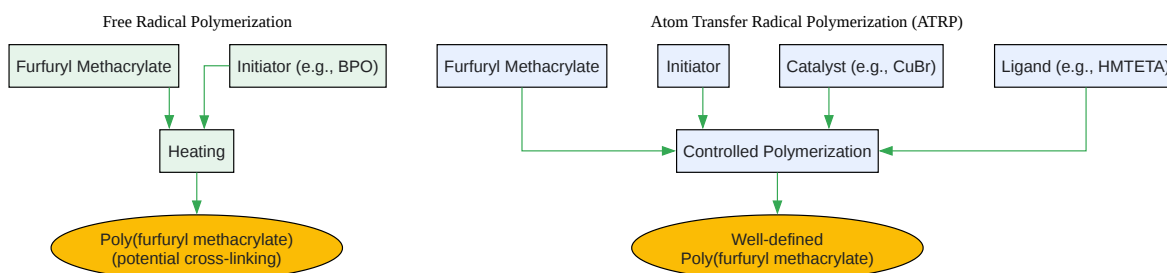 Free Radical Polymerization
Furfuryl Methacrylate
Initiator (e.g., BPO)
Heating
Poly(furfuryl methacrylate)
(potential cross-linking)
Atom Transfer Radical Polymerization (ATRP)
Furfuryl Methacrylate
Initiator
Catalyst (e.g., CuBr)
Ligand (e.g., HMTETA)
Controlled Polymerization
Well-defined
Poly(furfuryl methacrylate)